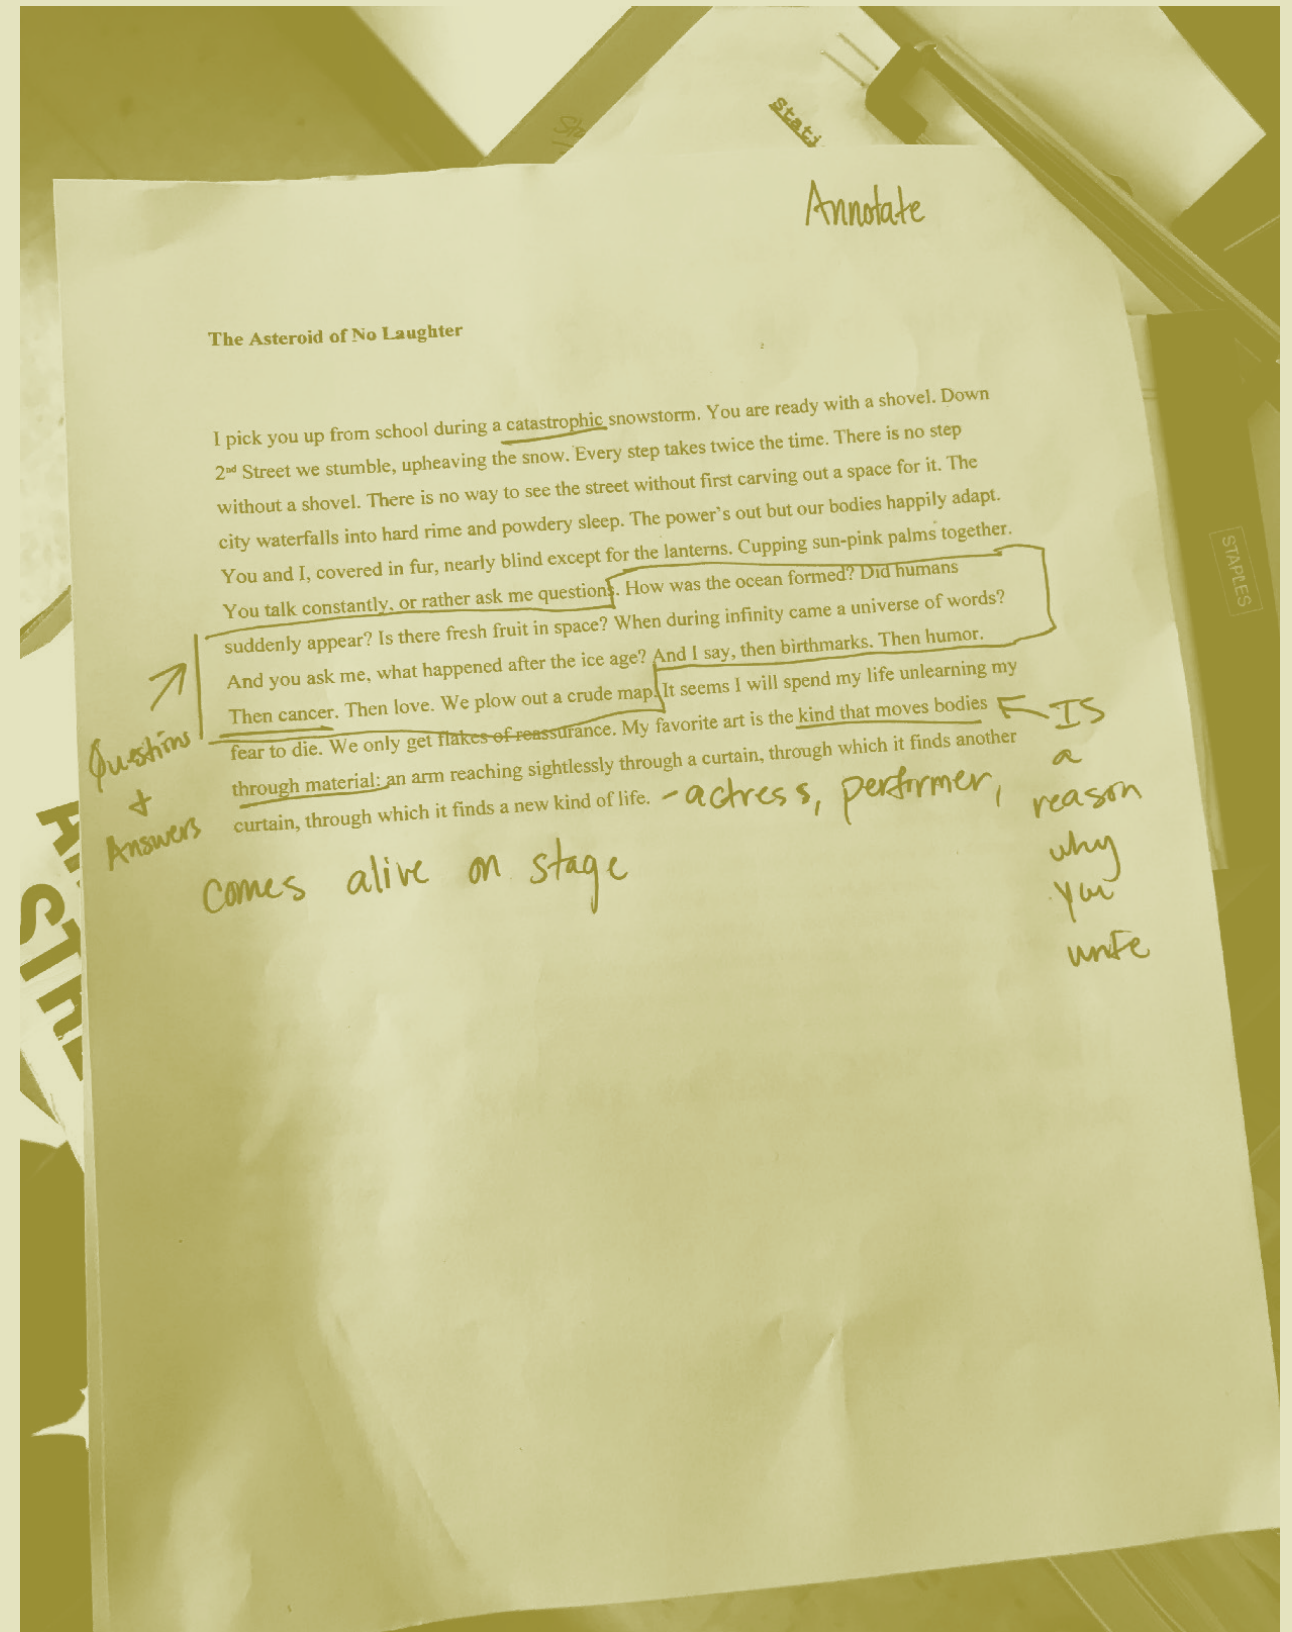 Stati
Annotate
The Asteroid of No Laughter
I pick you up from school during a catastrophic snowstorm. You are ready with a shovel. Down
2nd Street we stumble, upheaving the snow. Every step takes twice the time. There is no step
without a shovel. There is no way to see the street without first carving out a space for it. The
city waterfalls into hard rime and powdery sleep. The power's out but our bodies happily adapt.
You and I, covered in fur, nearly blind except for the lanterns. Cupping sun-pink palms together.
You talk constantly, or rather ask me questions. How was the ocean formed? Did humans
suddenly appear? Is there fresh fruit in space? When during infinity came a universe of words?
And you ask me, what happened after the ice age? And I say, then birthmarks. Then humor.
Then cancer. Then love. We plow out a crude map. It seems I will spend my life unlearning my
fear to die. We only get flakes of reassurance. My favorite art is the kind that moves bodies
through material: an arm reaching sightlessly through a curtain, through which it finds another
curtain, through which it finds a new kind of life. - actress, performer,
comes alive on stage
Questions
&
Answers
IS
a
reason
why
you
write
STAPLES